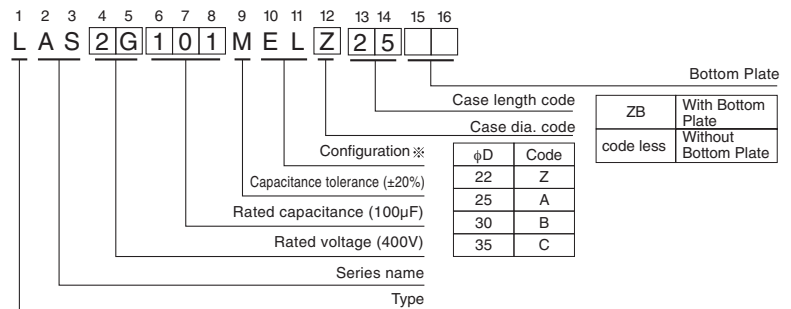 1 2 3 4 5 6 7 8 9 10 11 12 13 14 15 16
L A S 2 G 1 0 1 M E L Z 2 5
Bottom Plate
Case length code
Case dia. code
Configuration※
Capacitance tolerance (±20%)
Rated capacitance (100µF)
Rated voltage (400V)
Series name
Type
ZB With Bottom
Plate
code less Without
Bottom Plate
ϕD Code
22 Z
25 A
30 B
35 C